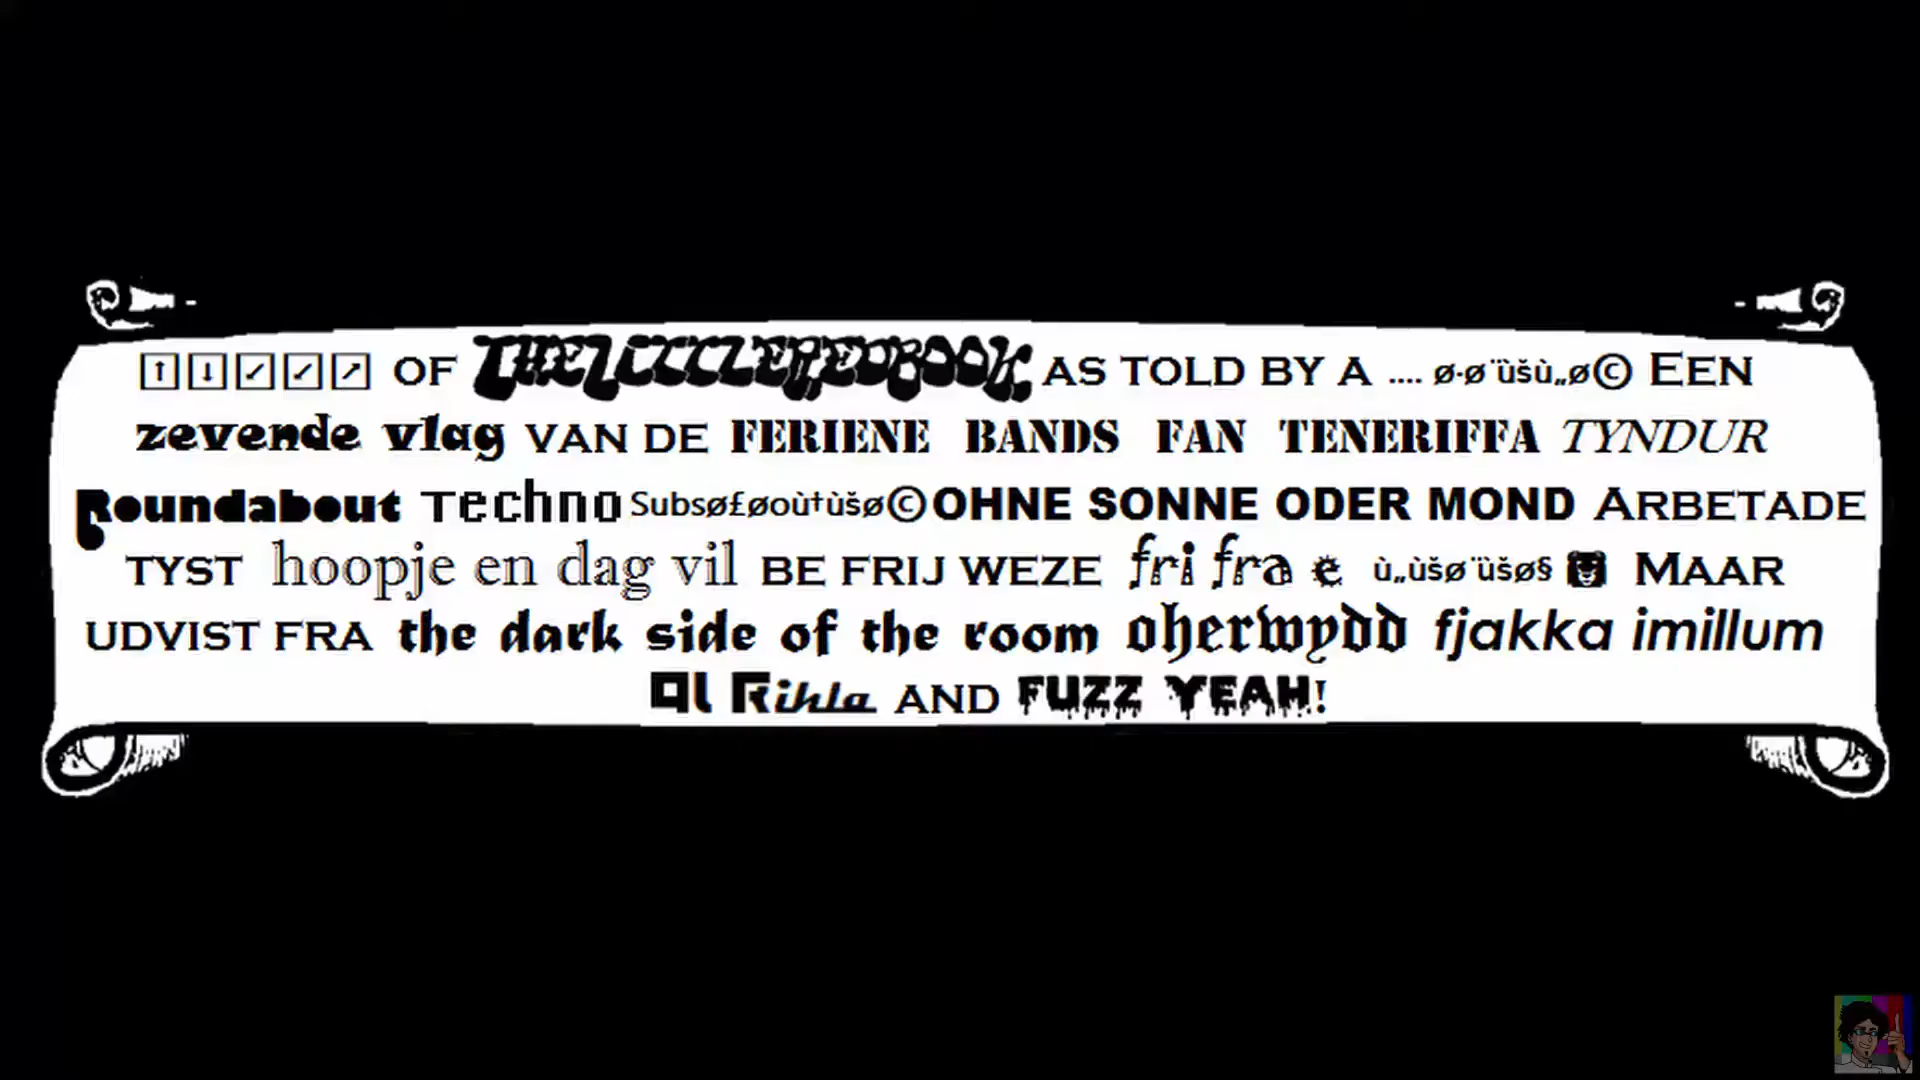 ↑↓↙↙↗ OF THELITTLEREDBOOK AS TOLD BY A .... ø·ø¨ùšù„ø© EEN
zevende vlag VAN DE FERIENE BANDS FAN TENERIFFA TYNDUR
Roundabout Techno Subsø£øoù†ùšø© OHNE SONNE ODER MOND ARBETADE
TYST hoopje en dag vil BE FRIJ WEZE fri fra e ù„ùšø¨ùšø§ MAAR
UDVIST FRA the dark side of the room oherwydd fjakka imillum
al Rihla AND FUZZ YEAH!